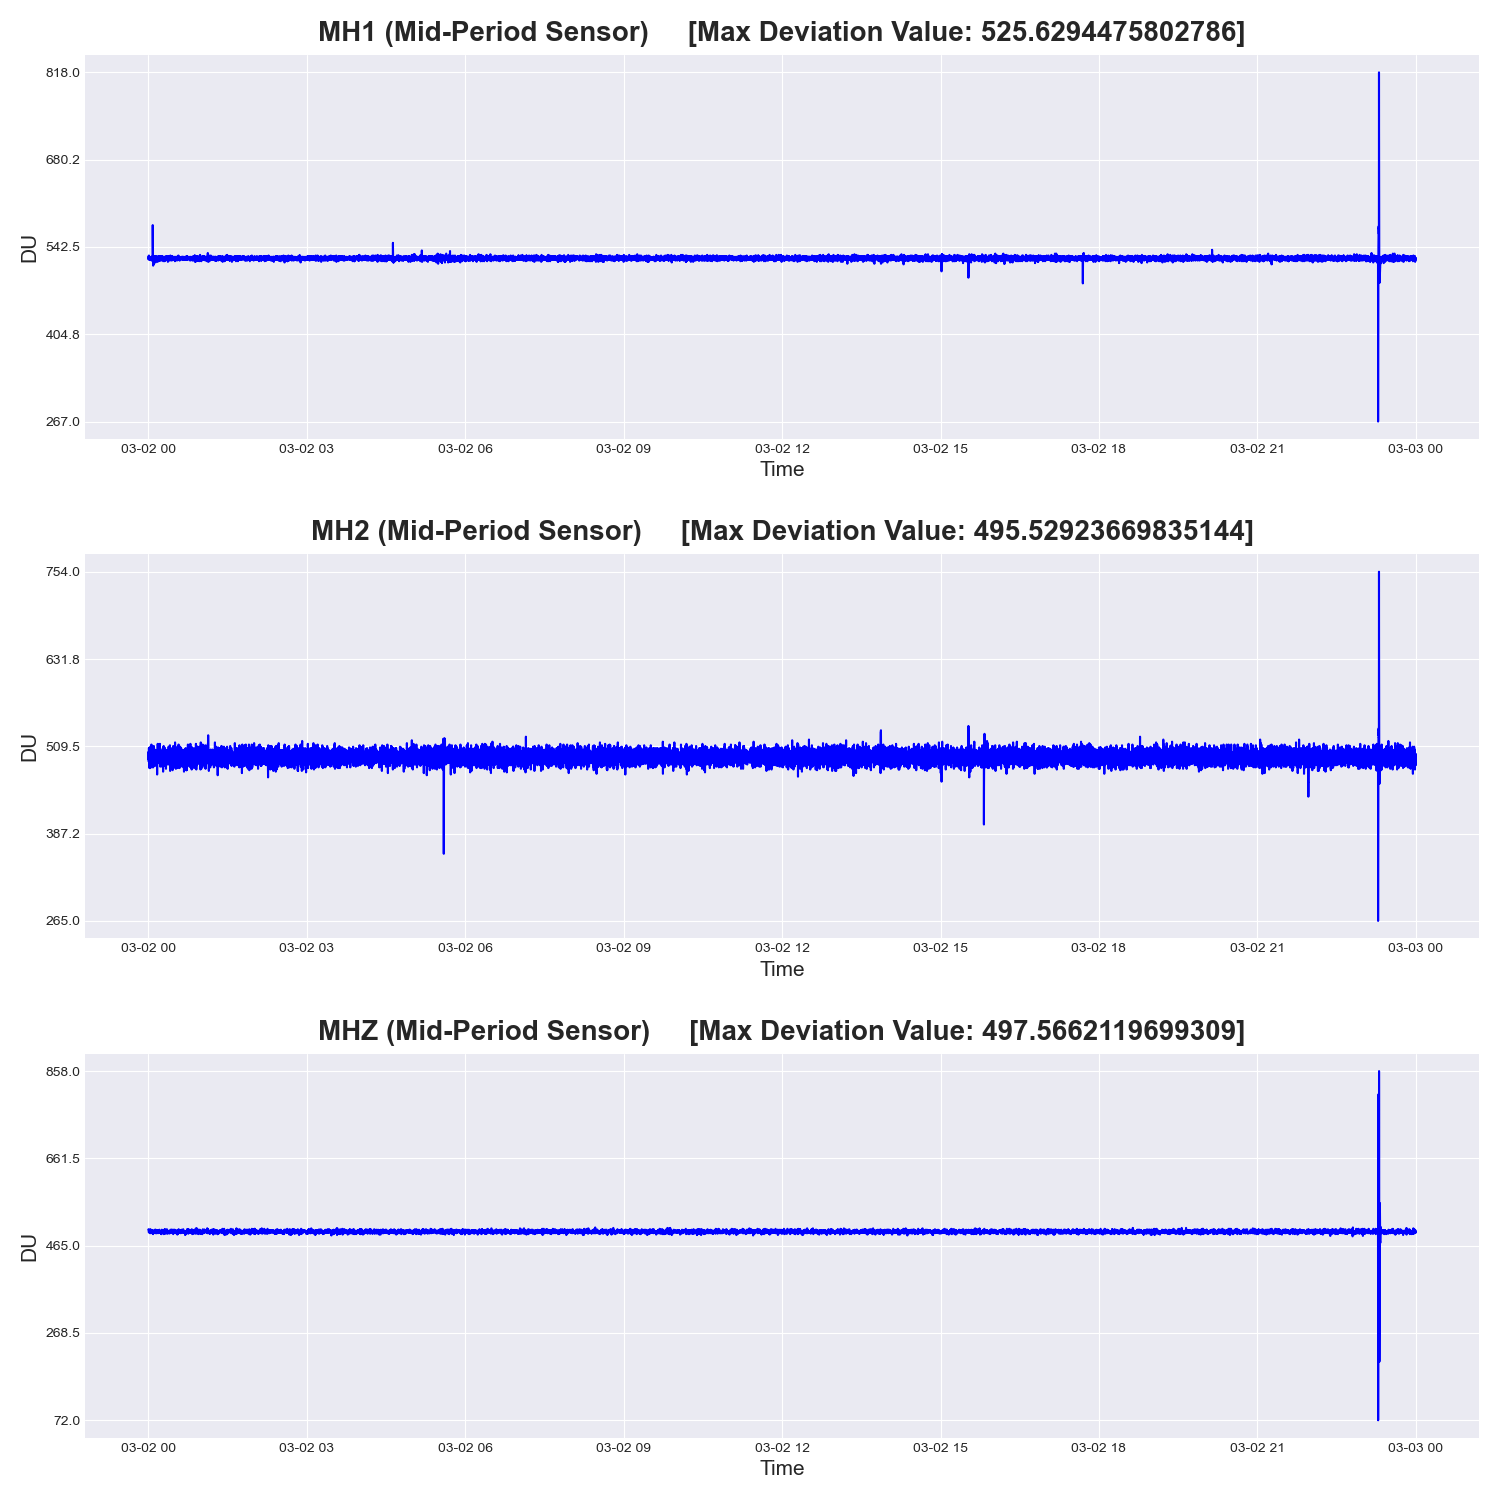 MH1 (Mid-Period Sensor) [Max Deviation Value: 525.6294475802786]
818.0
680.2
542.5
404.8
267.0
DU
03-02 00 03-02 03 03-02 06 03-02 09 03-02 12 03-02 15 03-02 18 03-02 21 03-03 00
Time
MH2 (Mid-Period Sensor) [Max Deviation Value: 495.52923669835144]
754.0
631.8
509.5
387.2
265.0
DU
03-02 00 03-02 03 03-02 06 03-02 09 03-02 12 03-02 15 03-02 18 03-02 21 03-03 00
Time
MHZ (Mid-Period Sensor) [Max Deviation Value: 497.5662119699309]
858.0
661.5
465.0
268.5
72.0
DU
03-02 00 03-02 03 03-02 06 03-02 09 03-02 12 03-02 15 03-02 18 03-02 21 03-03 00
Time